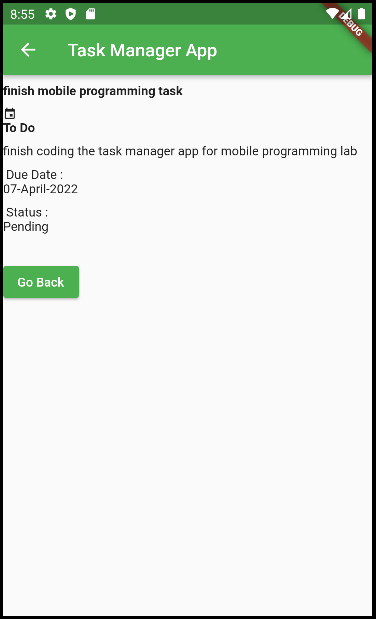 8:55
DEBUG
Task Manager App
finish mobile programming task
To Do
finish coding the task manager app for mobile programming lab
Due Date :
07-April-2022
Status :
Pending
Go Back